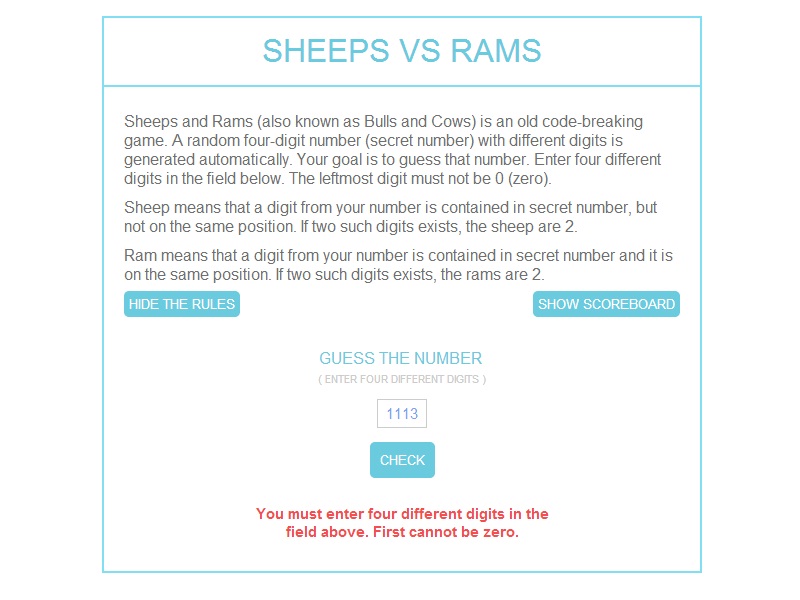 SHEEPS VS RAMS
Sheeps and Rams (also known as Bulls and Cows) is an old code-breaking
game. A random four-digit number (secret number) with different digits is
generated automatically. Your goal is to guess that number. Enter four different
digits in the field below. The leftmost digit must not be 0 (zero).
Sheep means that a digit from your number is contained in secret number, but
not on the same position. If two such digits exists, the sheep are 2.
Ram means that a digit from your number is contained in secret number and it is
on the same position. If two such digits exists, the rams are 2.
HIDE THE RULES
SHOW SCOREBOARD
GUESS THE NUMBER
( ENTER FOUR DIFFERENT DIGITS )
1113
CHECK
You must enter four different digits in the
field above. First cannot be zero.